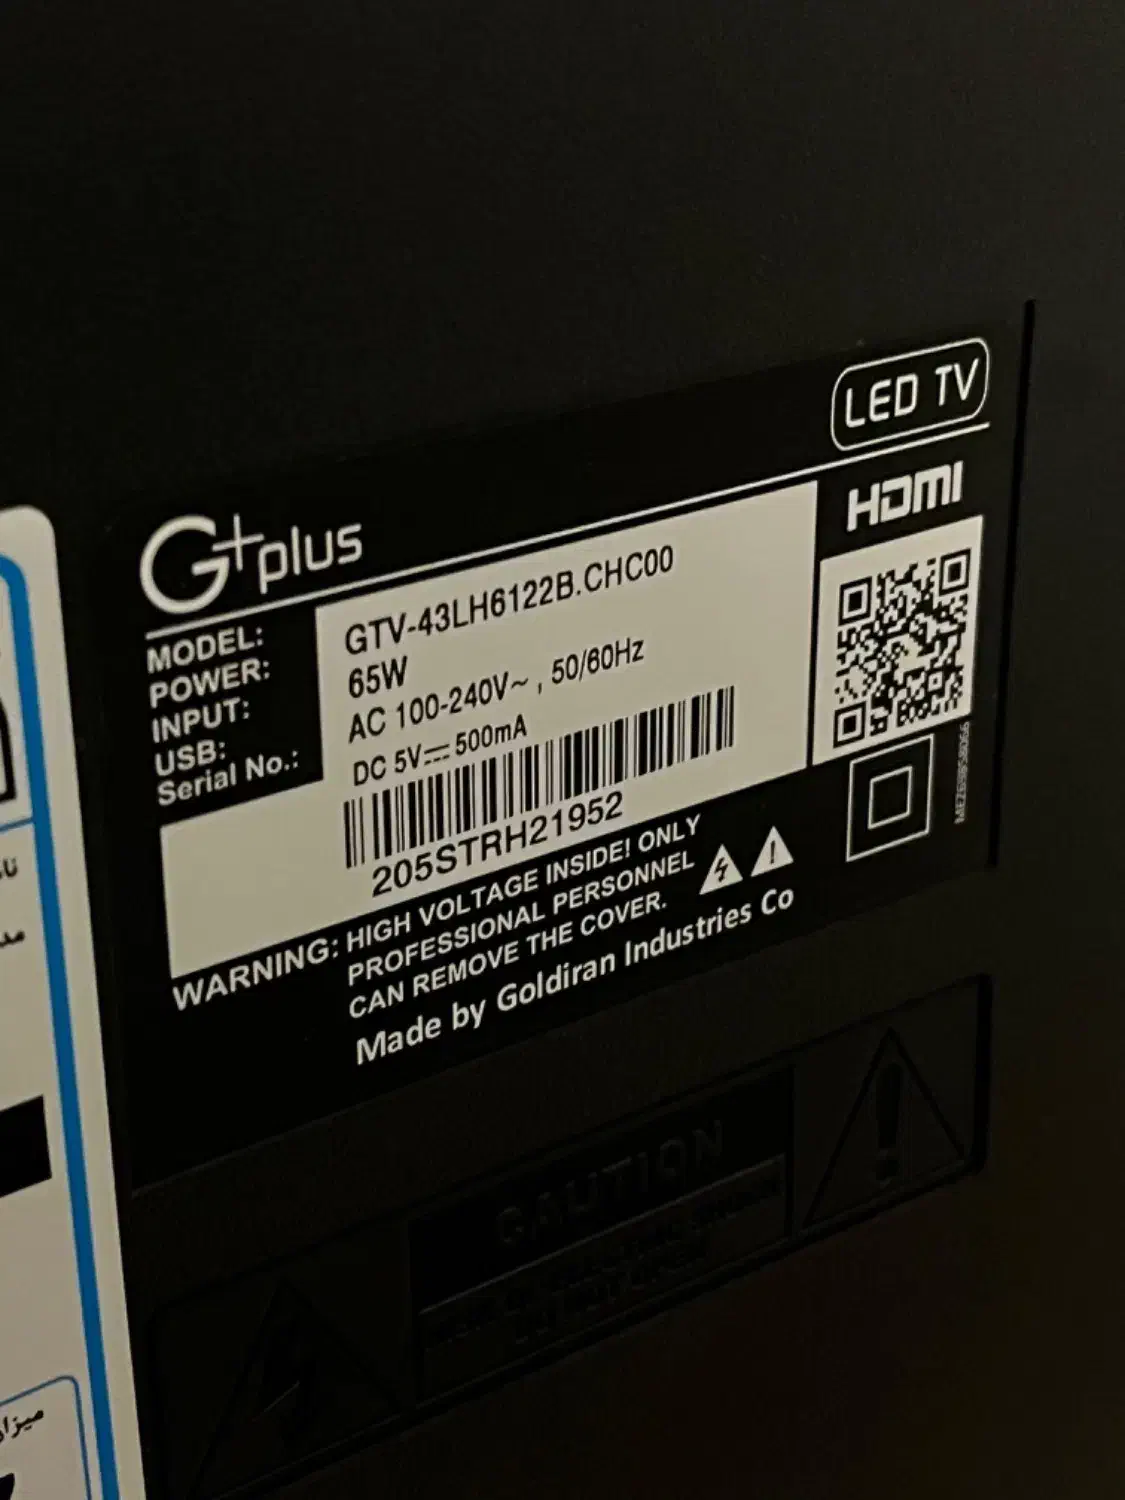 LED TV
G+plus
HDMI
MODEL: GTV-43LH6122B.CHC00
POWER: 65W
INPUT: AC 100-240V~ , 50/60Hz
USB: DC 5V⎓500mA
Serial No.:
205STRH21952
WARNING: HIGH VOLTAGE INSIDE! ONLY
PROFESSIONAL PERSONNEL
CAN REMOVE THE COVER.
Made by Goldiran Industries Co
CAUTION